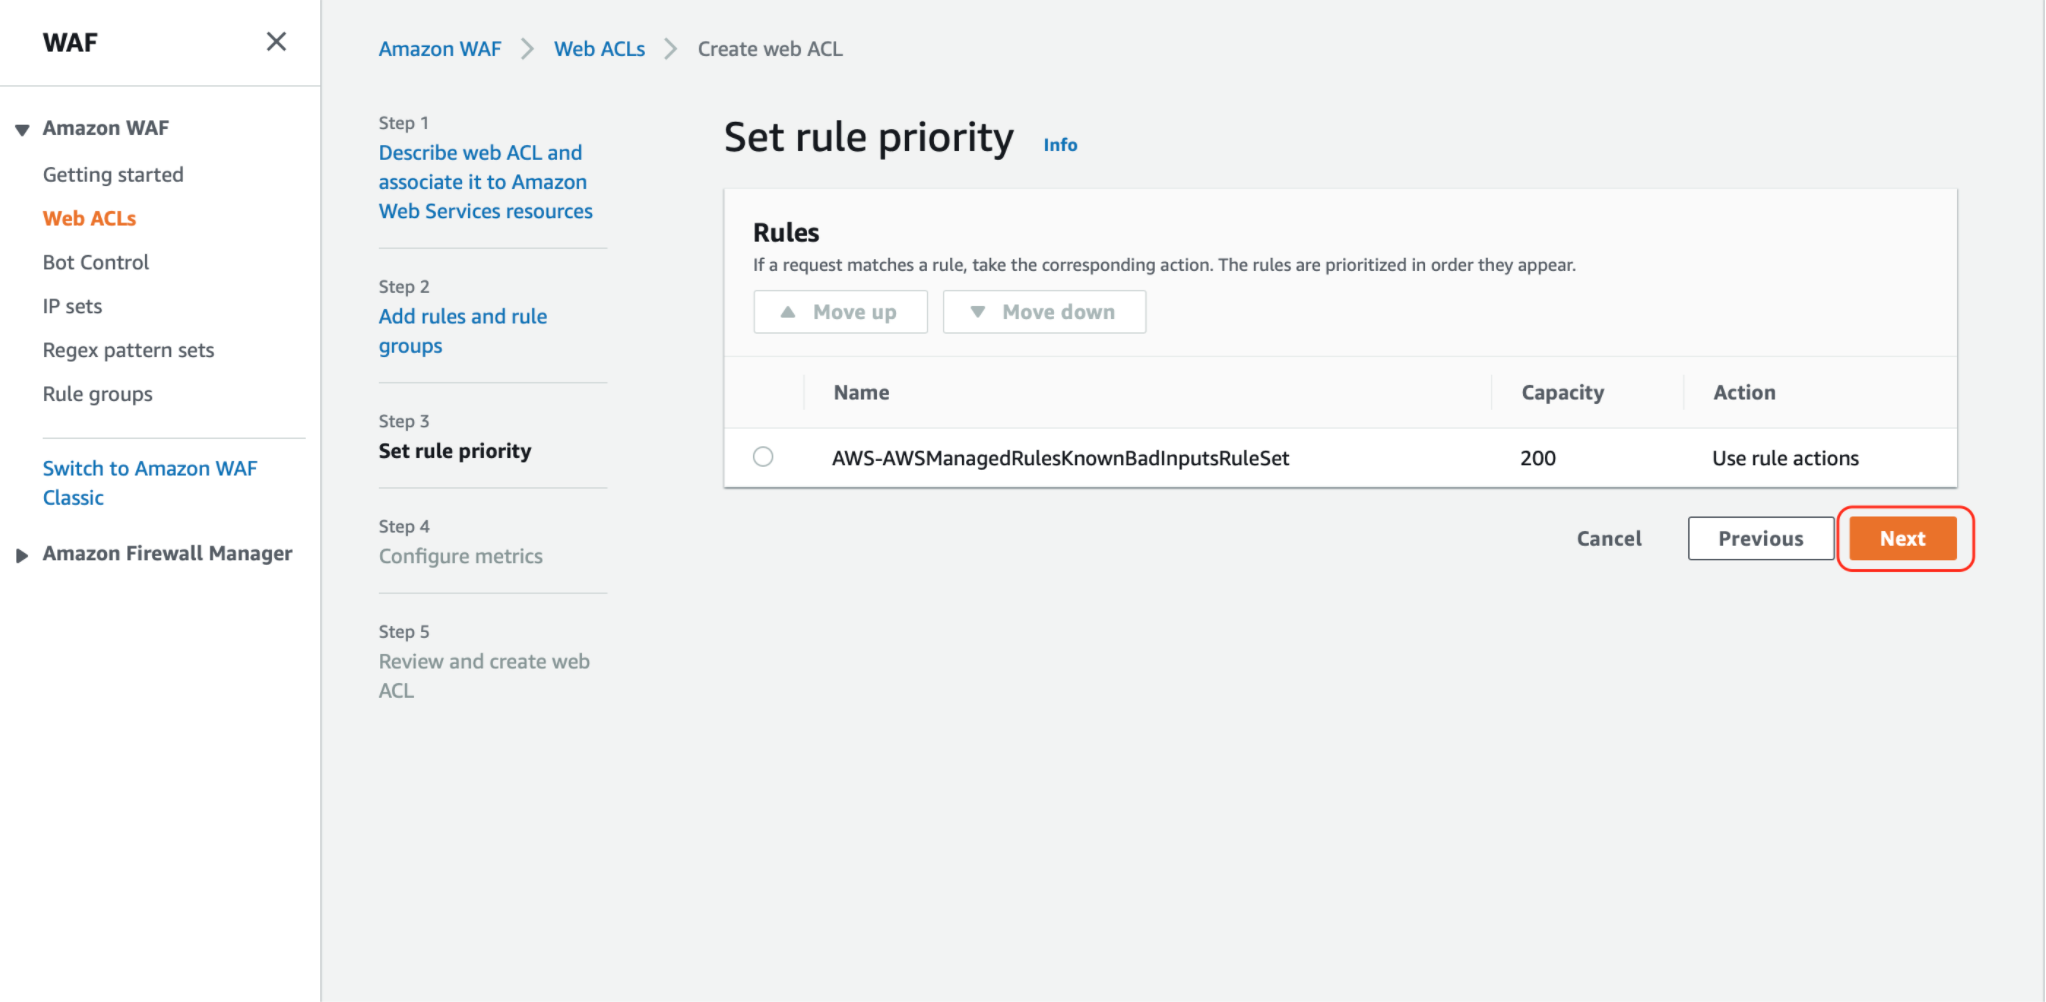 WAF
Amazon WAF
Getting started
Web ACLs
Bot Control
IP sets
Regex pattern sets
Rule groups
Switch to Amazon WAF
Classic
Amazon Firewall Manager
Amazon WAF
Web ACLs
Create web ACL
Step 1
Describe web ACL and
associate it to Amazon
Web Services resources
Step 2
Add rules and rule
groups
Step 3
Set rule priority
Step 4
Configure metrics
Step 5
Review and create web
ACL
Set rule priority Info
Rules
If a request matches a rule, take the corresponding action. The rules are prioritized in order they appear.
Move up Move down
Name Capacity Action
AWS-AWSManagedRulesKnownBadInputsRuleSet 200 Use rule actions
Cancel Previous Next